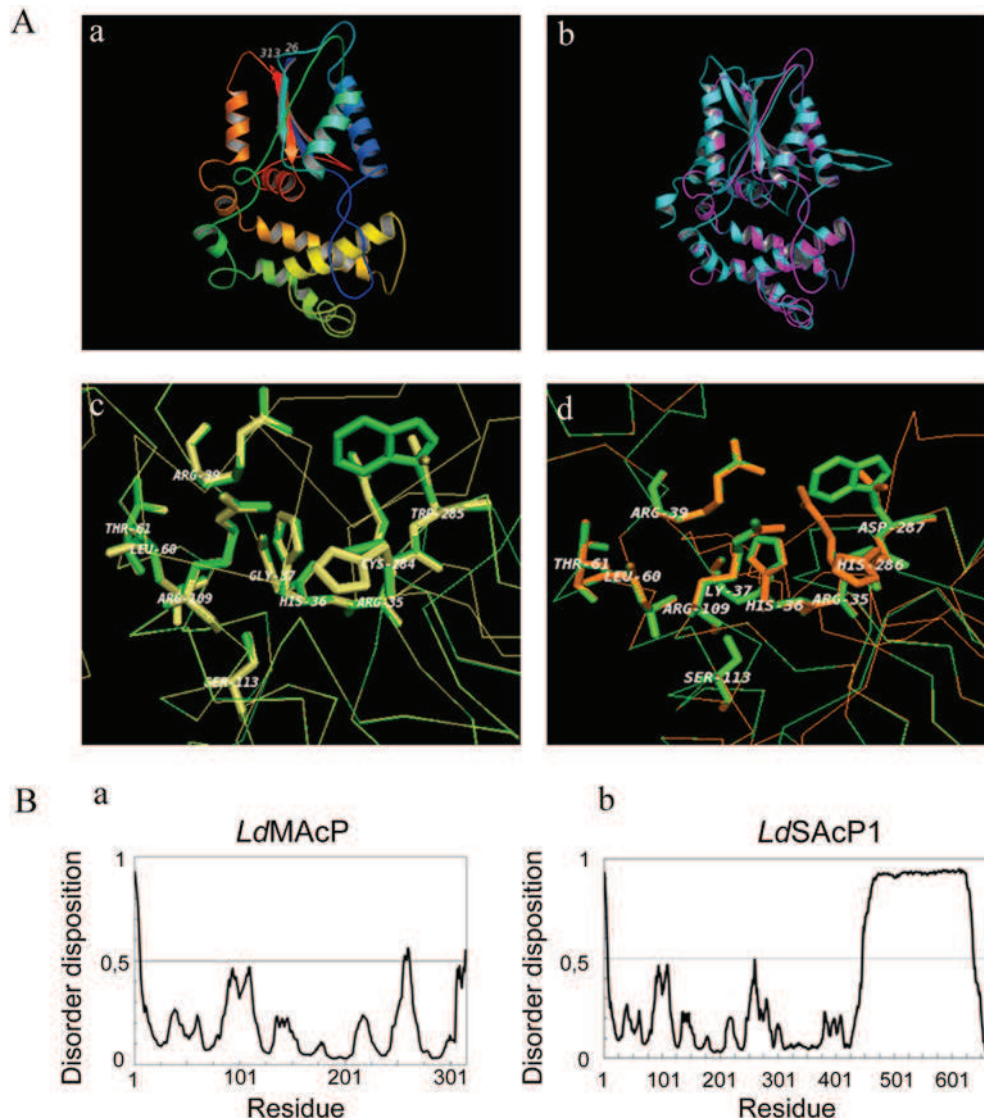 A
a
313 26
b
c
ARG-39
THR-61
LEU-60
TRP-285
GLY-37
CYS-284
ARG-109
HIS-36
ARG-35
SER-113
d
ARG-39
ASP-287
THR-61
LEU-60
HIS-286
LY-37
ARG-109
HIS-36
ARG-35
SER-113
B
a
LdMAcP
Disorder disposition
1
0,5
0
1 101 201 301
Residue
b
LdSAcP1
Disorder disposition
1
0,5
0
1 101 201 301 401 501 601
Residue